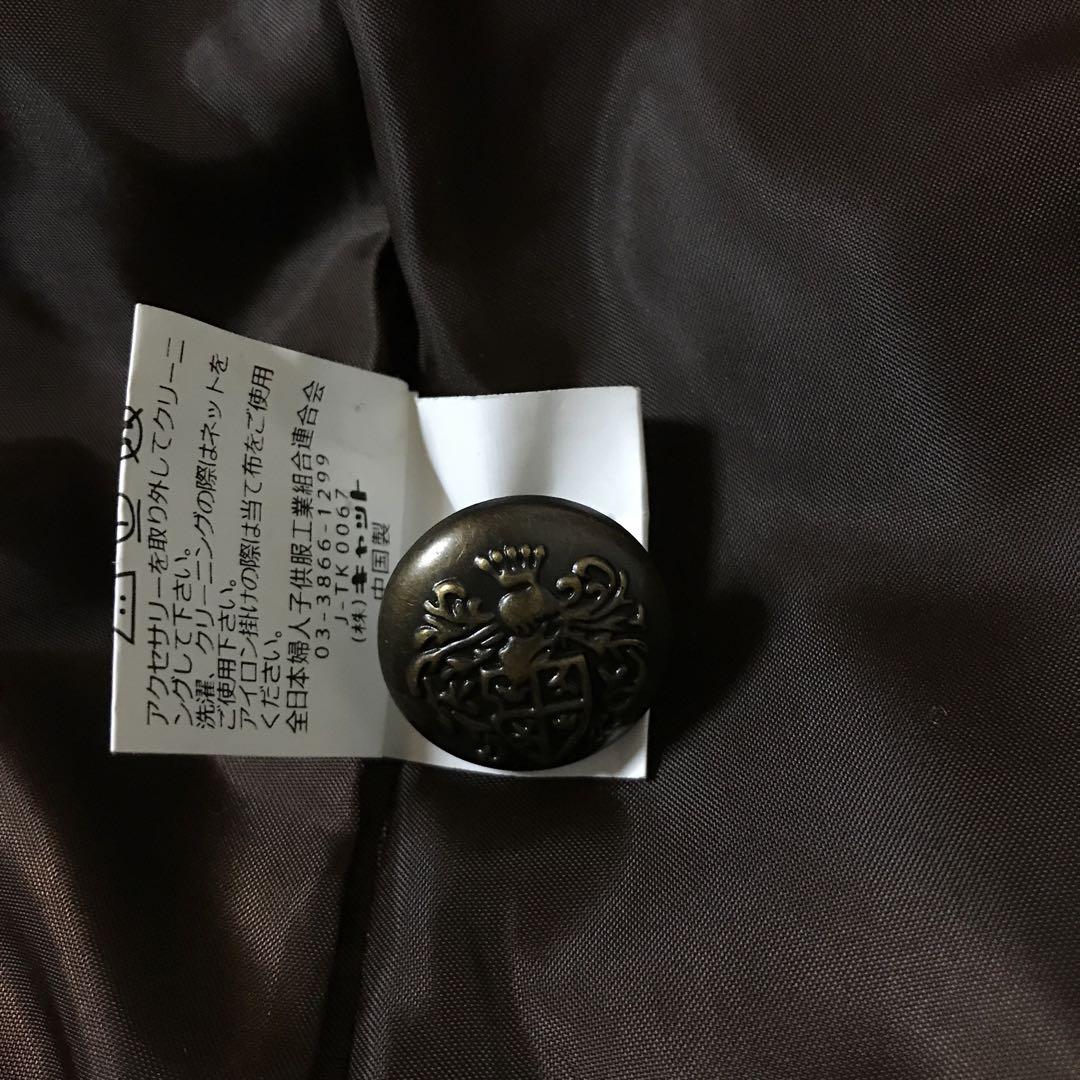 アクセサリーを取り外してクリーニ
ングして下さい。
洗濯、クリーニングの際はネットを
ご使用下さい。
アイロン掛けの際は当て布をご使用
ください。
全日本婦人子供服工業組合連合会
03-3866-1299
J-TK0067
(株)キャット
中国製